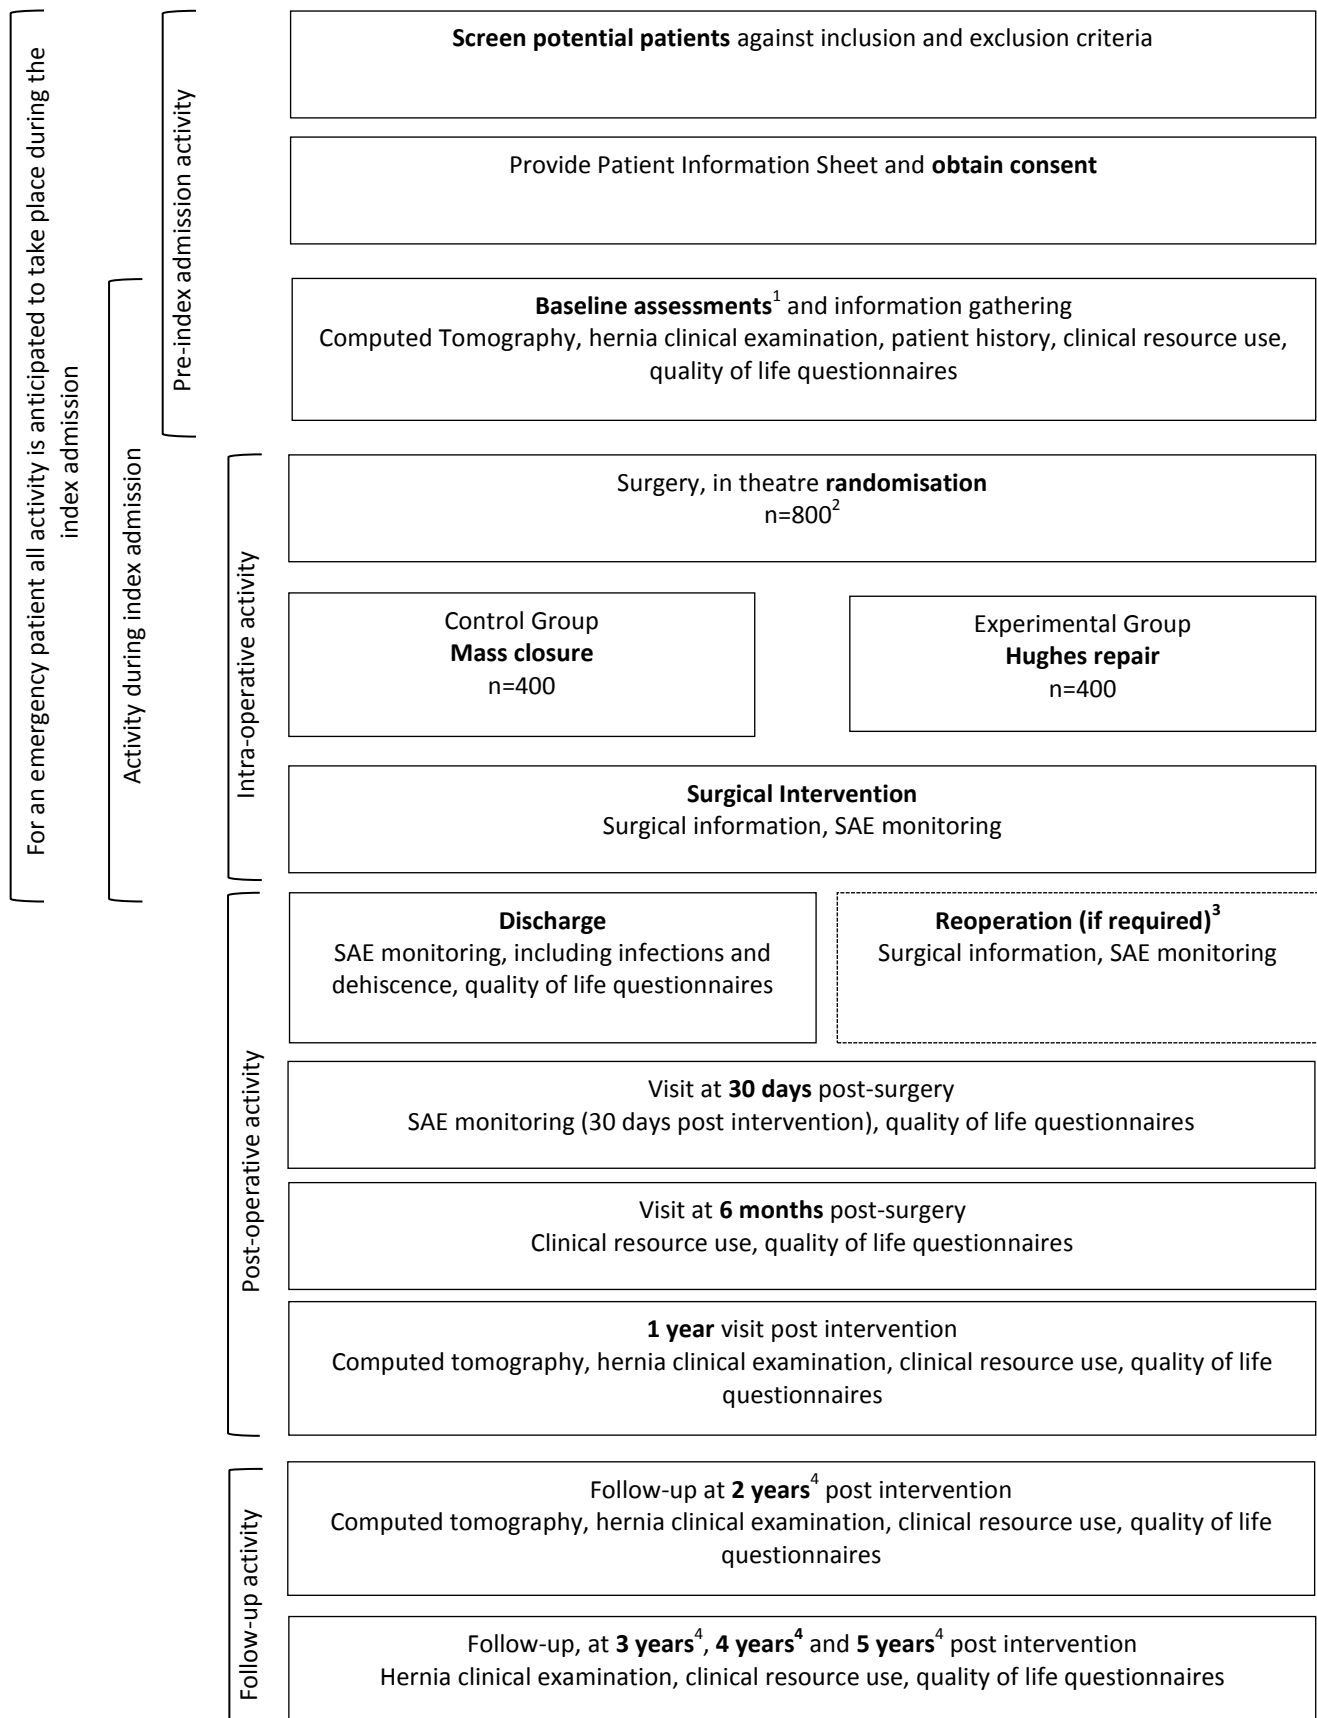 For an emergency patient all activity is anticipated to take place during the
index admission
Pre-index admission activity
Activity during index admission
Screen potential patients against inclusion and exclusion criteria
Provide Patient Information Sheet and obtain consent
Baseline assessments1 and information gathering
Computed Tomography, hernia clinical examination, patient history, clinical resource use,
quality of life questionnaires
Intra-operative activity
Surgery, in theatre randomisation
n=8002
Control Group
Mass closure
n=400
Experimental Group
Hughes repair
n=400
Surgical Intervention
Surgical information, SAE monitoring
Post-operative activity
Discharge
SAE monitoring, including infections and
dehiscence, quality of life questionnaires
Reoperation (if required)3
Surgical information, SAE monitoring
Visit at 30 days post-surgery
SAE monitoring (30 days post intervention), quality of life questionnaires
Visit at 6 months post-surgery
Clinical resource use, quality of life questionnaires
1 year visit post intervention
Computed tomography, hernia clinical examination, clinical resource use, quality of life
questionnaires
Follow-up activity
Follow-up at 2 years4 post intervention
Computed tomography, hernia clinical examination, clinical resource use, quality of life
questionnaires
Follow-up, at 3 years4, 4 years4 and 5 years4 post intervention
Hernia clinical examination, clinical resource use, quality of life questionnaires